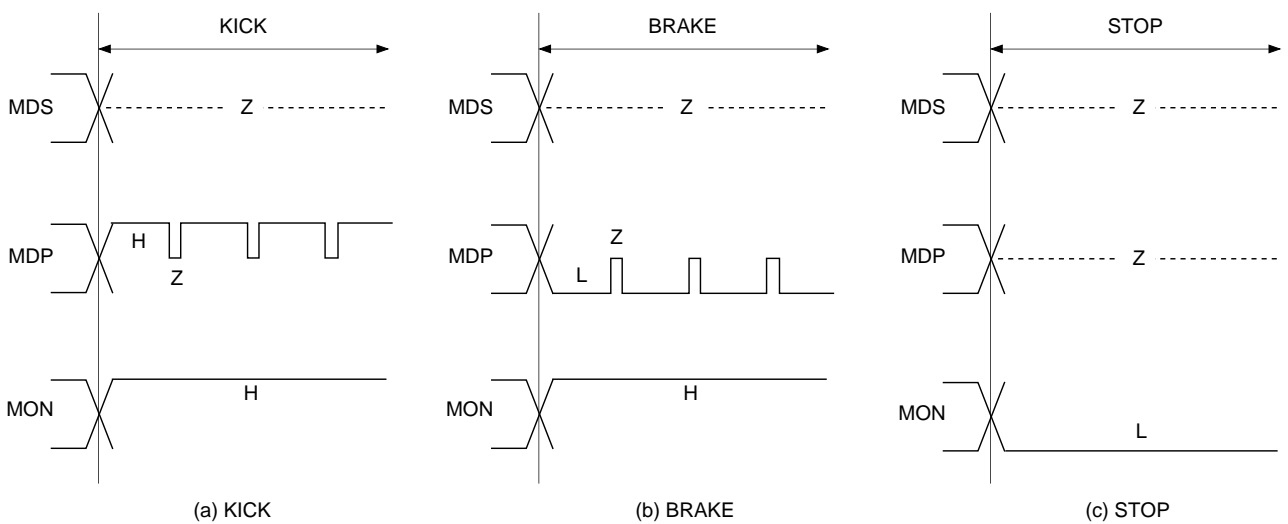 KICK
MDS
Z
MDP
H
Z
MON
H
(a) KICK
BRAKE
MDS
Z
MDP
Z
L
MON
H
(b) BRAKE
STOP
MDS
Z
MDP
Z
MON
L
(c) STOP